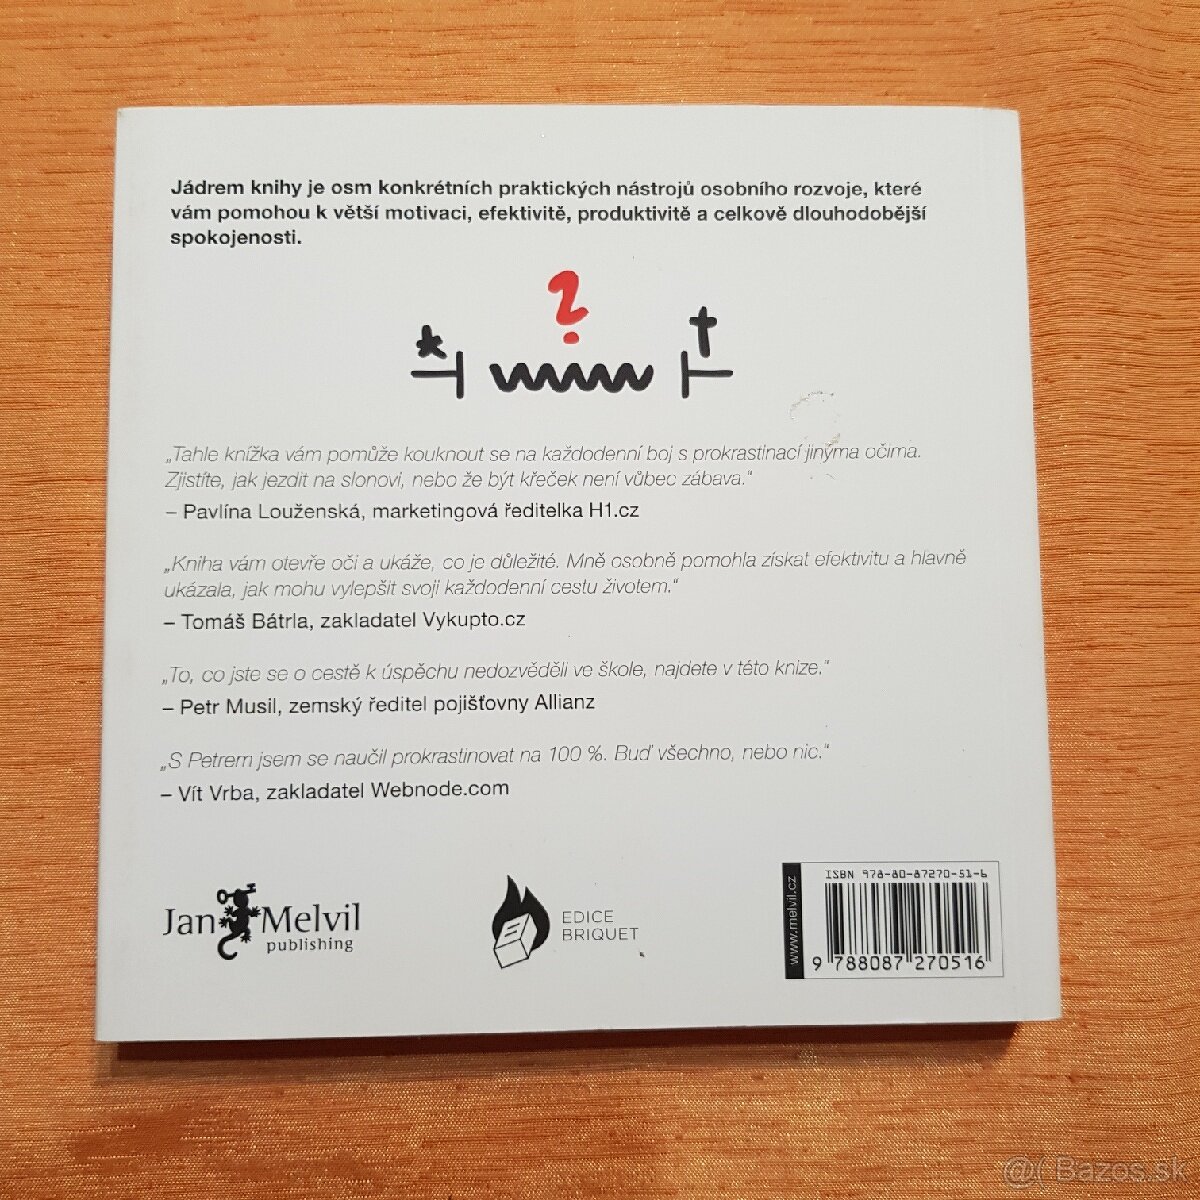 Jádrem knihy je osm konkrétních praktických nástrojů osobního rozvoje, které
vám pomohou k větší motivaci, efektivitě, produktivitě a celkově dlouhodobější
spokojenosti.
?
* †
„Tahle knížka vám pomůže kouknout se na každodenní boj s prokrastinací jinýma očima.
Zjistíte, jak jezdit na slonovi, nebo že být křeček není vůbec zábava.“
– Pavlína Louženská, marketingová ředitelka H1.cz
„Kniha vám otevře oči a ukáže, co je důležité. Mně osobně pomohla získat efektivitu a hlavně
ukázala, jak mohu vylepšit svoji každodenní cestu životem.“
– Tomáš Bátrla, zakladatel Vykupto.cz
„To, co jste se o cestě k úspěchu nedozvěděli ve škole, najdete v této knize.“
– Petr Musil, zemský ředitel pojišťovny Allianz
„S Petrem jsem se naučil prokrastinovat na 100 %. Buď všechno, nebo nic.“
– Vít Vrba, zakladatel Webnode.com
Jan Melvil
publishing
EDICE
BRIQUET
www.melvil.cz
ISBN 978-80-87270-51-6
9 788087 270516
@( Bazos.sk